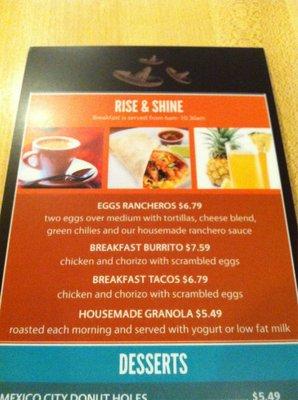 RISE & SHINE
Breakfast is served from 6am-10:30am
EGGS RANCHEROS $6.79
two eggs over medium with tortillas, cheese blend,
green chilies and our housemade ranchero sauce
BREAKFAST BURRITO $7.59
chicken and chorizo with scrambled eggs
BREAKFAST TACOS $6.79
chicken and chorizo with scrambled eggs
HOUSEMADE GRANOLA $5.49
roasted each morning and served with yogurt or low fat milk
DESSERTS
MEXICO CITY DONUT HOLES $5.49